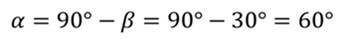 α = 90° − β = 90° − 30° = 60°